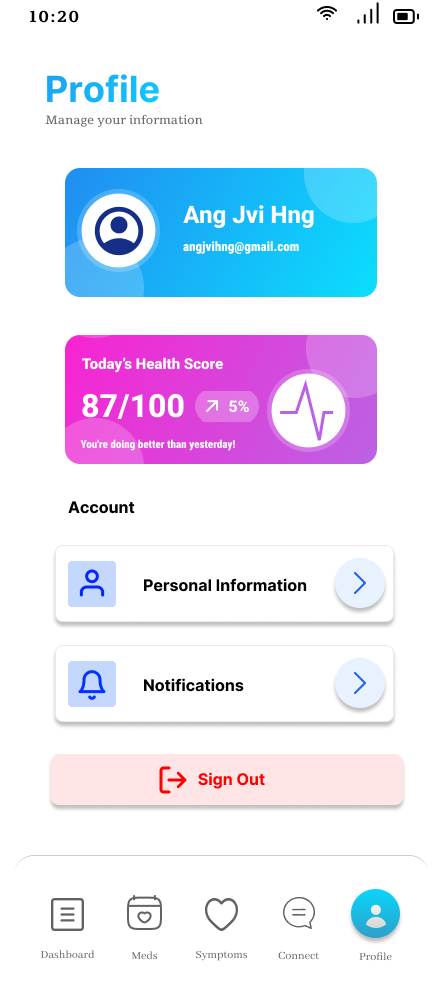 10:20
Profile
Manage your information
Ang Jvi Hng
angjvihng@gmail.com
Today's Health Score
87/100
5%
You're doing better than yesterday!
Account
Personal Information
Notifications
Sign Out
Dashboard
Meds
Symptoms
Connect
Profile